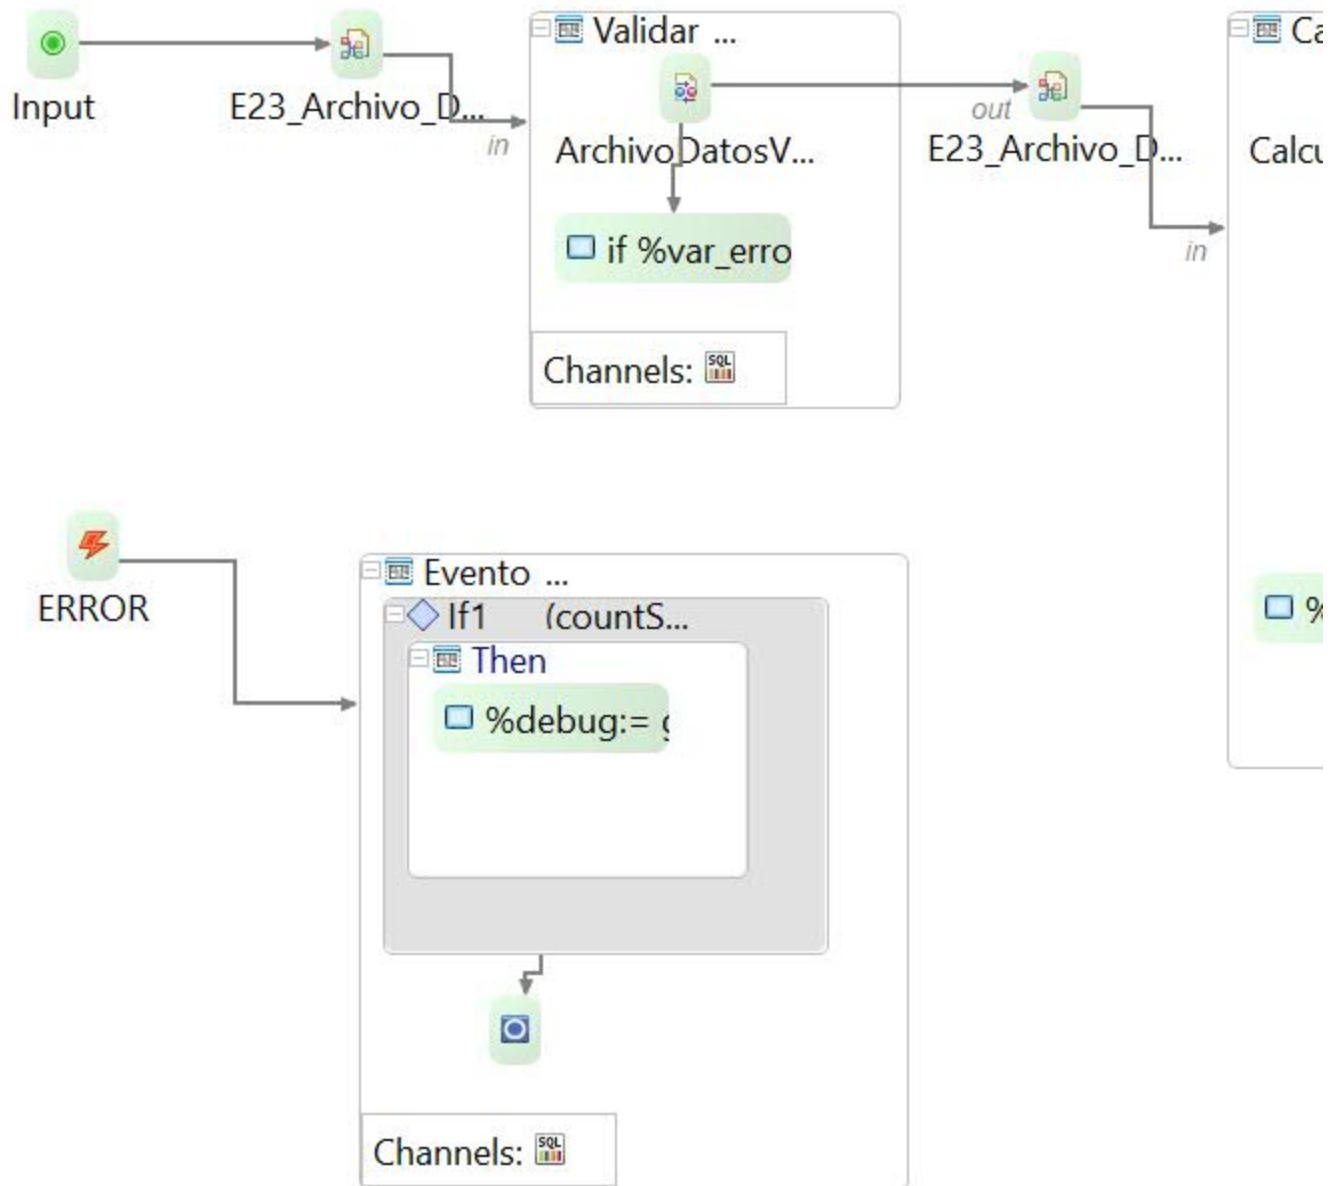 Input
E23_Archivo_D...
in
Validar ...
ArchivoDatosV...
if %var_erro
Channels: SQL
out
E23_Archivo_D...
in
Ca
Calcu
%
ERROR
Evento ...
If1 (countS...
Then
%debug:= g
Channels: SQL